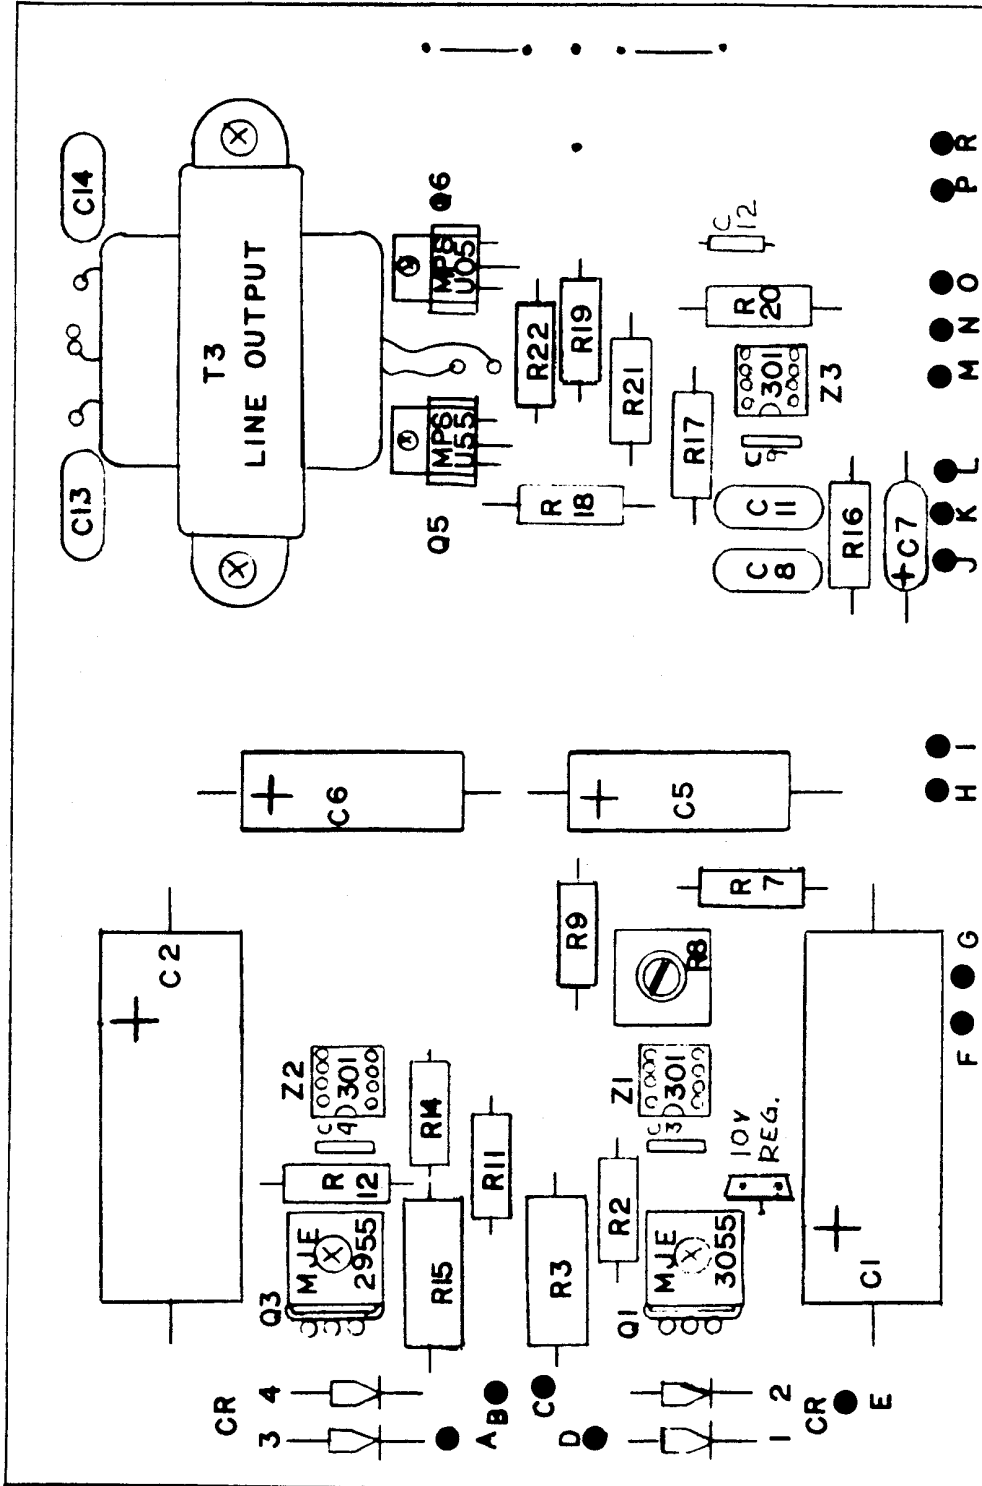 C14
C13
T3
LINE OUTPUT
Q6
MPS
U05
Q5
MPS
U55
R22
R19
R21
R17
R
18
C
12
R
20
301
Z3
C
9
C
11
C
8
R16
+
C7
R
P
O
N
M
L
K
J
I
H
+
C6
+
C5
R
7
R9
R8
G
F
+
C2
Z2
301
C
4
R14
R11
R
12
Q3
MJE
2955
R15
R3
R2
Z1
301
C
3
10V
REG.
Q1
MJE
3055
+
C1
CR
4
3
B
A
C
D
2
1
CR
E